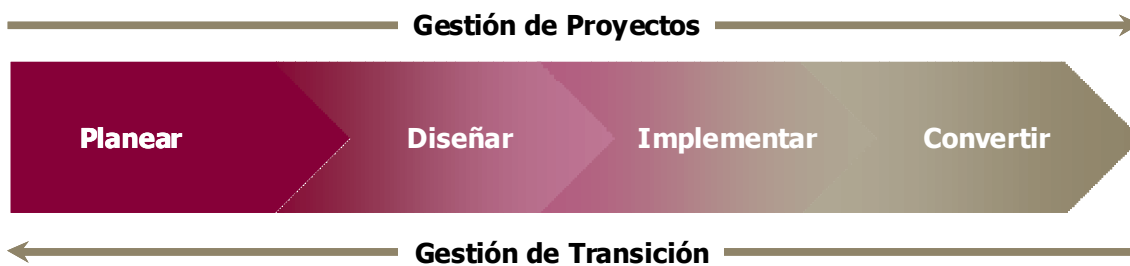 Gestión de Proyectos
Planear Diseñar Implementar Convertir
Gestión de Transición